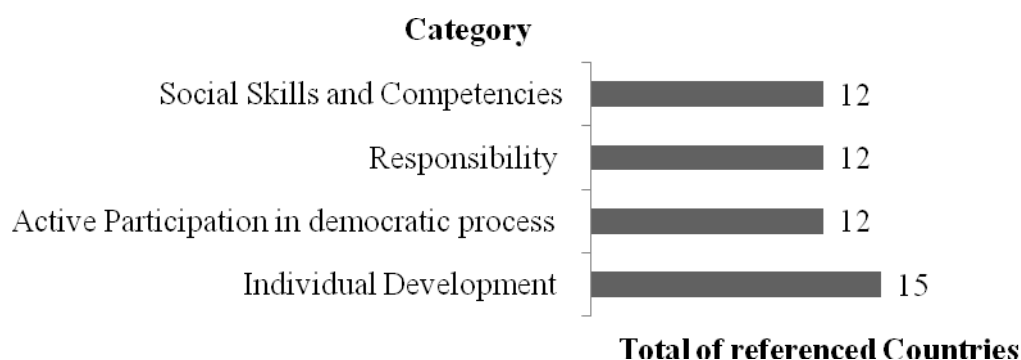 Category
Social Skills and Competencies 12
Responsibility 12
Active Participation in democratic process 12
Individual Development 15
Total of referenced Countries